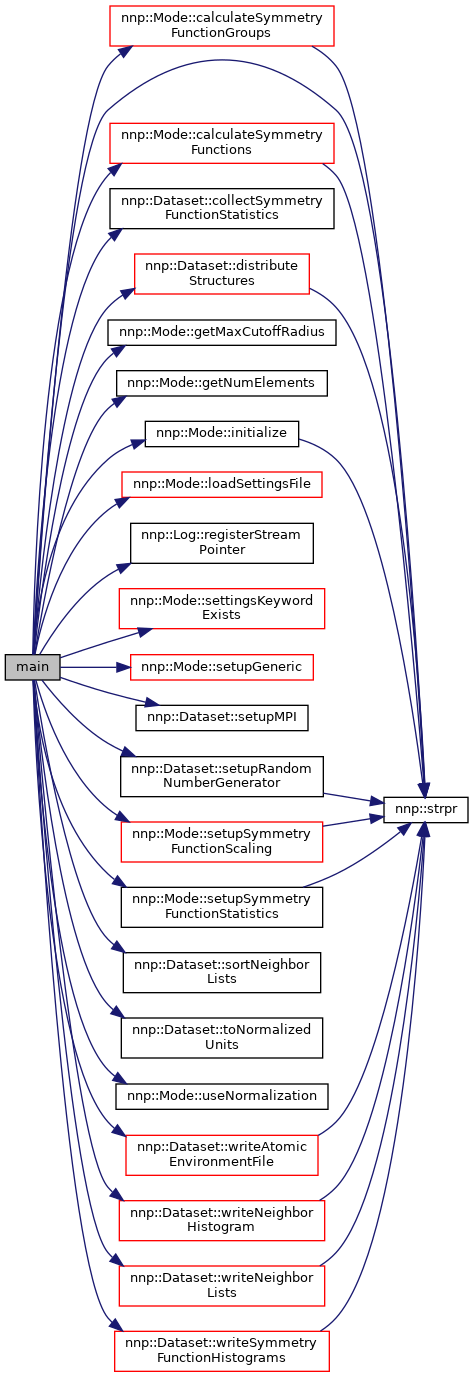 nnp::Mode::calculateSymmetry
FunctionGroups
nnp::Mode::calculateSymmetry
Functions
nnp::Dataset::collectSymmetry
FunctionStatistics
nnp::Dataset::distribute
Structures
nnp::Mode::getMaxCutoffRadius
nnp::Mode::getNumElements
nnp::Mode::initialize
nnp::Mode::loadSettingsFile
nnp::Log::registerStream
Pointer
nnp::Mode::settingsKeyword
Exists
main
nnp::Mode::setupGeneric
nnp::Dataset::setupMPI
nnp::Dataset::setupRandom
NumberGenerator
nnp::strpr
nnp::Mode::setupSymmetry
FunctionScaling
nnp::Mode::setupSymmetry
FunctionStatistics
nnp::Dataset::sortNeighbor
Lists
nnp::Dataset::toNormalized
Units
nnp::Mode::useNormalization
nnp::Dataset::writeAtomic
EnvironmentFile
nnp::Dataset::writeNeighbor
Histogram
nnp::Dataset::writeNeighbor
Lists
nnp::Dataset::writeSymmetry
FunctionHistograms